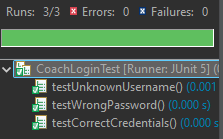 Runs: 3/3 Errors: 0 Failures: 0
CoachLoginTest [Runner: JUnit 5] (0.001
testUnknownUsername() (0.001
testWrongPassword() (0.000 s)
testCorrectCredentials() (0.000 s)